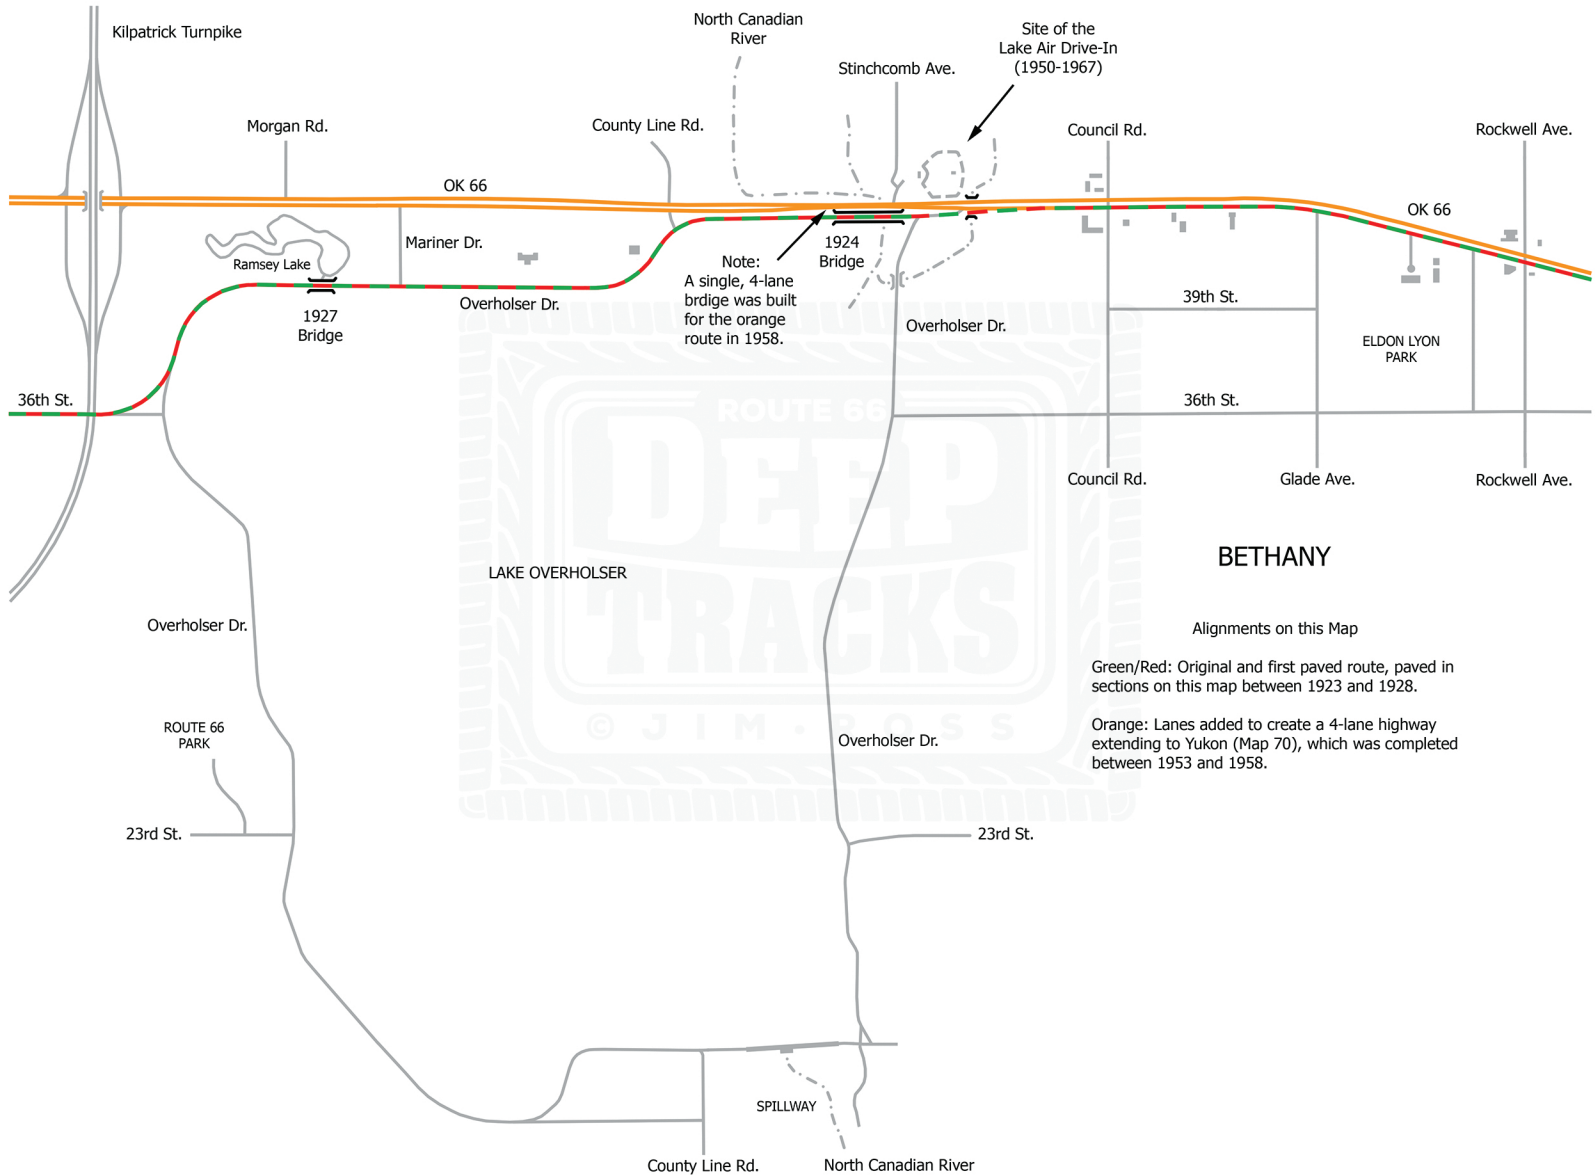 North Canadian
River
Site of the
Lake Air Drive-In
(1950-1967)
Kilpatrick Turnpike
Stinchcomb Ave.
Morgan Rd.
County Line Rd.
Council Rd.
Rockwell Ave.
OK 66
OK 66
Mariner Dr.
Ramsey Lake
1924
Bridge
Note:
A single, 4-lane
brdige was built
for the orange
route in 1958.
Overholser Dr.
1927
Bridge
39th St.
Overholser Dr.
ELDON LYON
PARK
36th St.
36th St.
ROUTE 66
DEEP
TRACKS
© JIM · ROSS
Council Rd.
Glade Ave.
Rockwell Ave.
BETHANY
LAKE OVERHOLSER
Overholser Dr.
Alignments on this Map
Green/Red: Original and first paved route, paved in
sections on this map between 1923 and 1928.
Orange: Lanes added to create a 4-lane highway
extending to Yukon (Map 70), which was completed
between 1953 and 1958.
ROUTE 66
PARK
Overholser Dr.
23rd St.
23rd St.
SPILLWAY
County Line Rd.
North Canadian River